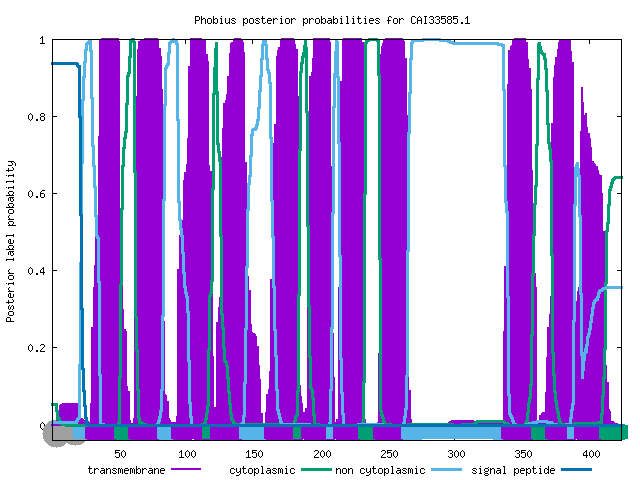 Phobius posterior probabilities for CAI33585.1
Posterior label probability
1
0.8
0.6
0.4
0.2
0
50 100 150 200 250 300 350 400
transmembrane cytoplasmic non cytoplasmic signal peptide